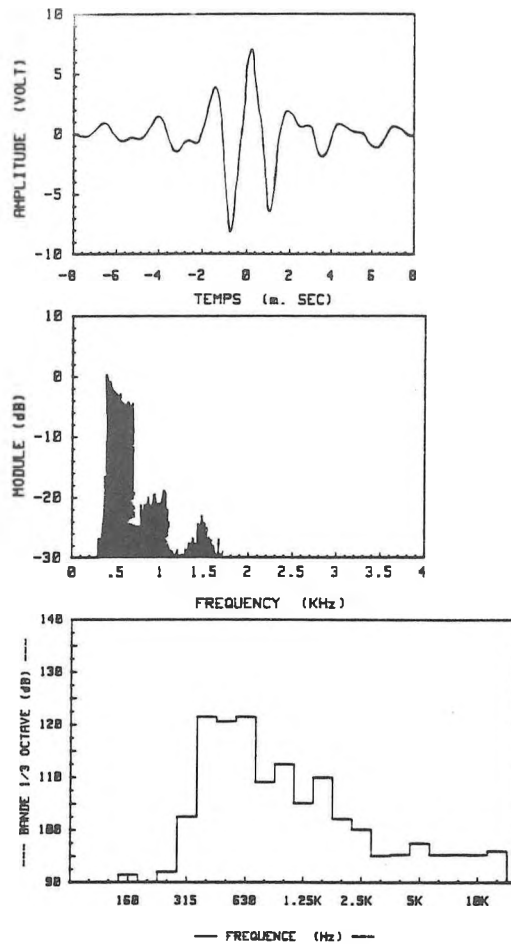 10
5
0
-5
-10
AMPLITUDE (VOLT)
-8 -6 -4 -2 0 2 4 6 8
TEMPS (m. SEC)
10
0
-10
-20
-30
MODULE (dB)
0 .5 1 1.5 2 2.5 3 3.5 4
FREQUENCY (KHz)
140
130
120
110
100
90
--- BANDE 1/3 OCTAVE (dB) ---
160 315 630 1.25K 2.5K 5K 10K
— FREQUENCE (Hz) —